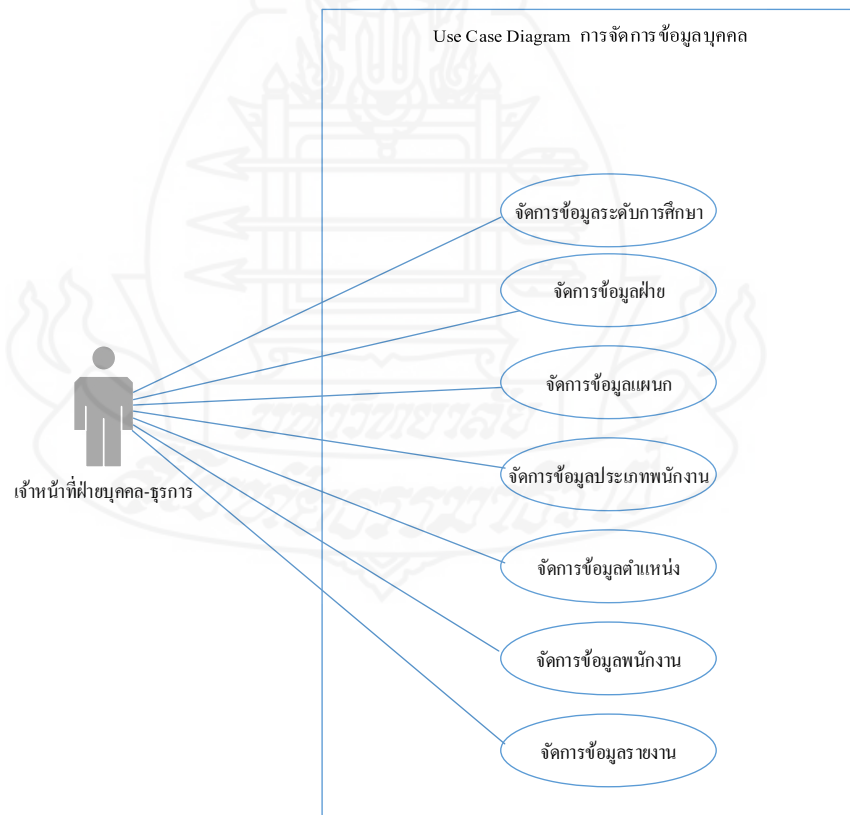 Use Case Diagram การจัดการข้อมูลบุคคล
จัดการข้อมูลระดับการศึกษา
จัดการข้อมูลฝ่าย
จัดการข้อมูลแผนก
จัดการข้อมูลประเภทพนักงาน
เจ้าหน้าที่ฝ่ายบุคคล-ธุรการ
จัดการข้อมูลตำแหน่ง
จัดการข้อมูลพนักงาน
จัดการข้อมูลรายงาน